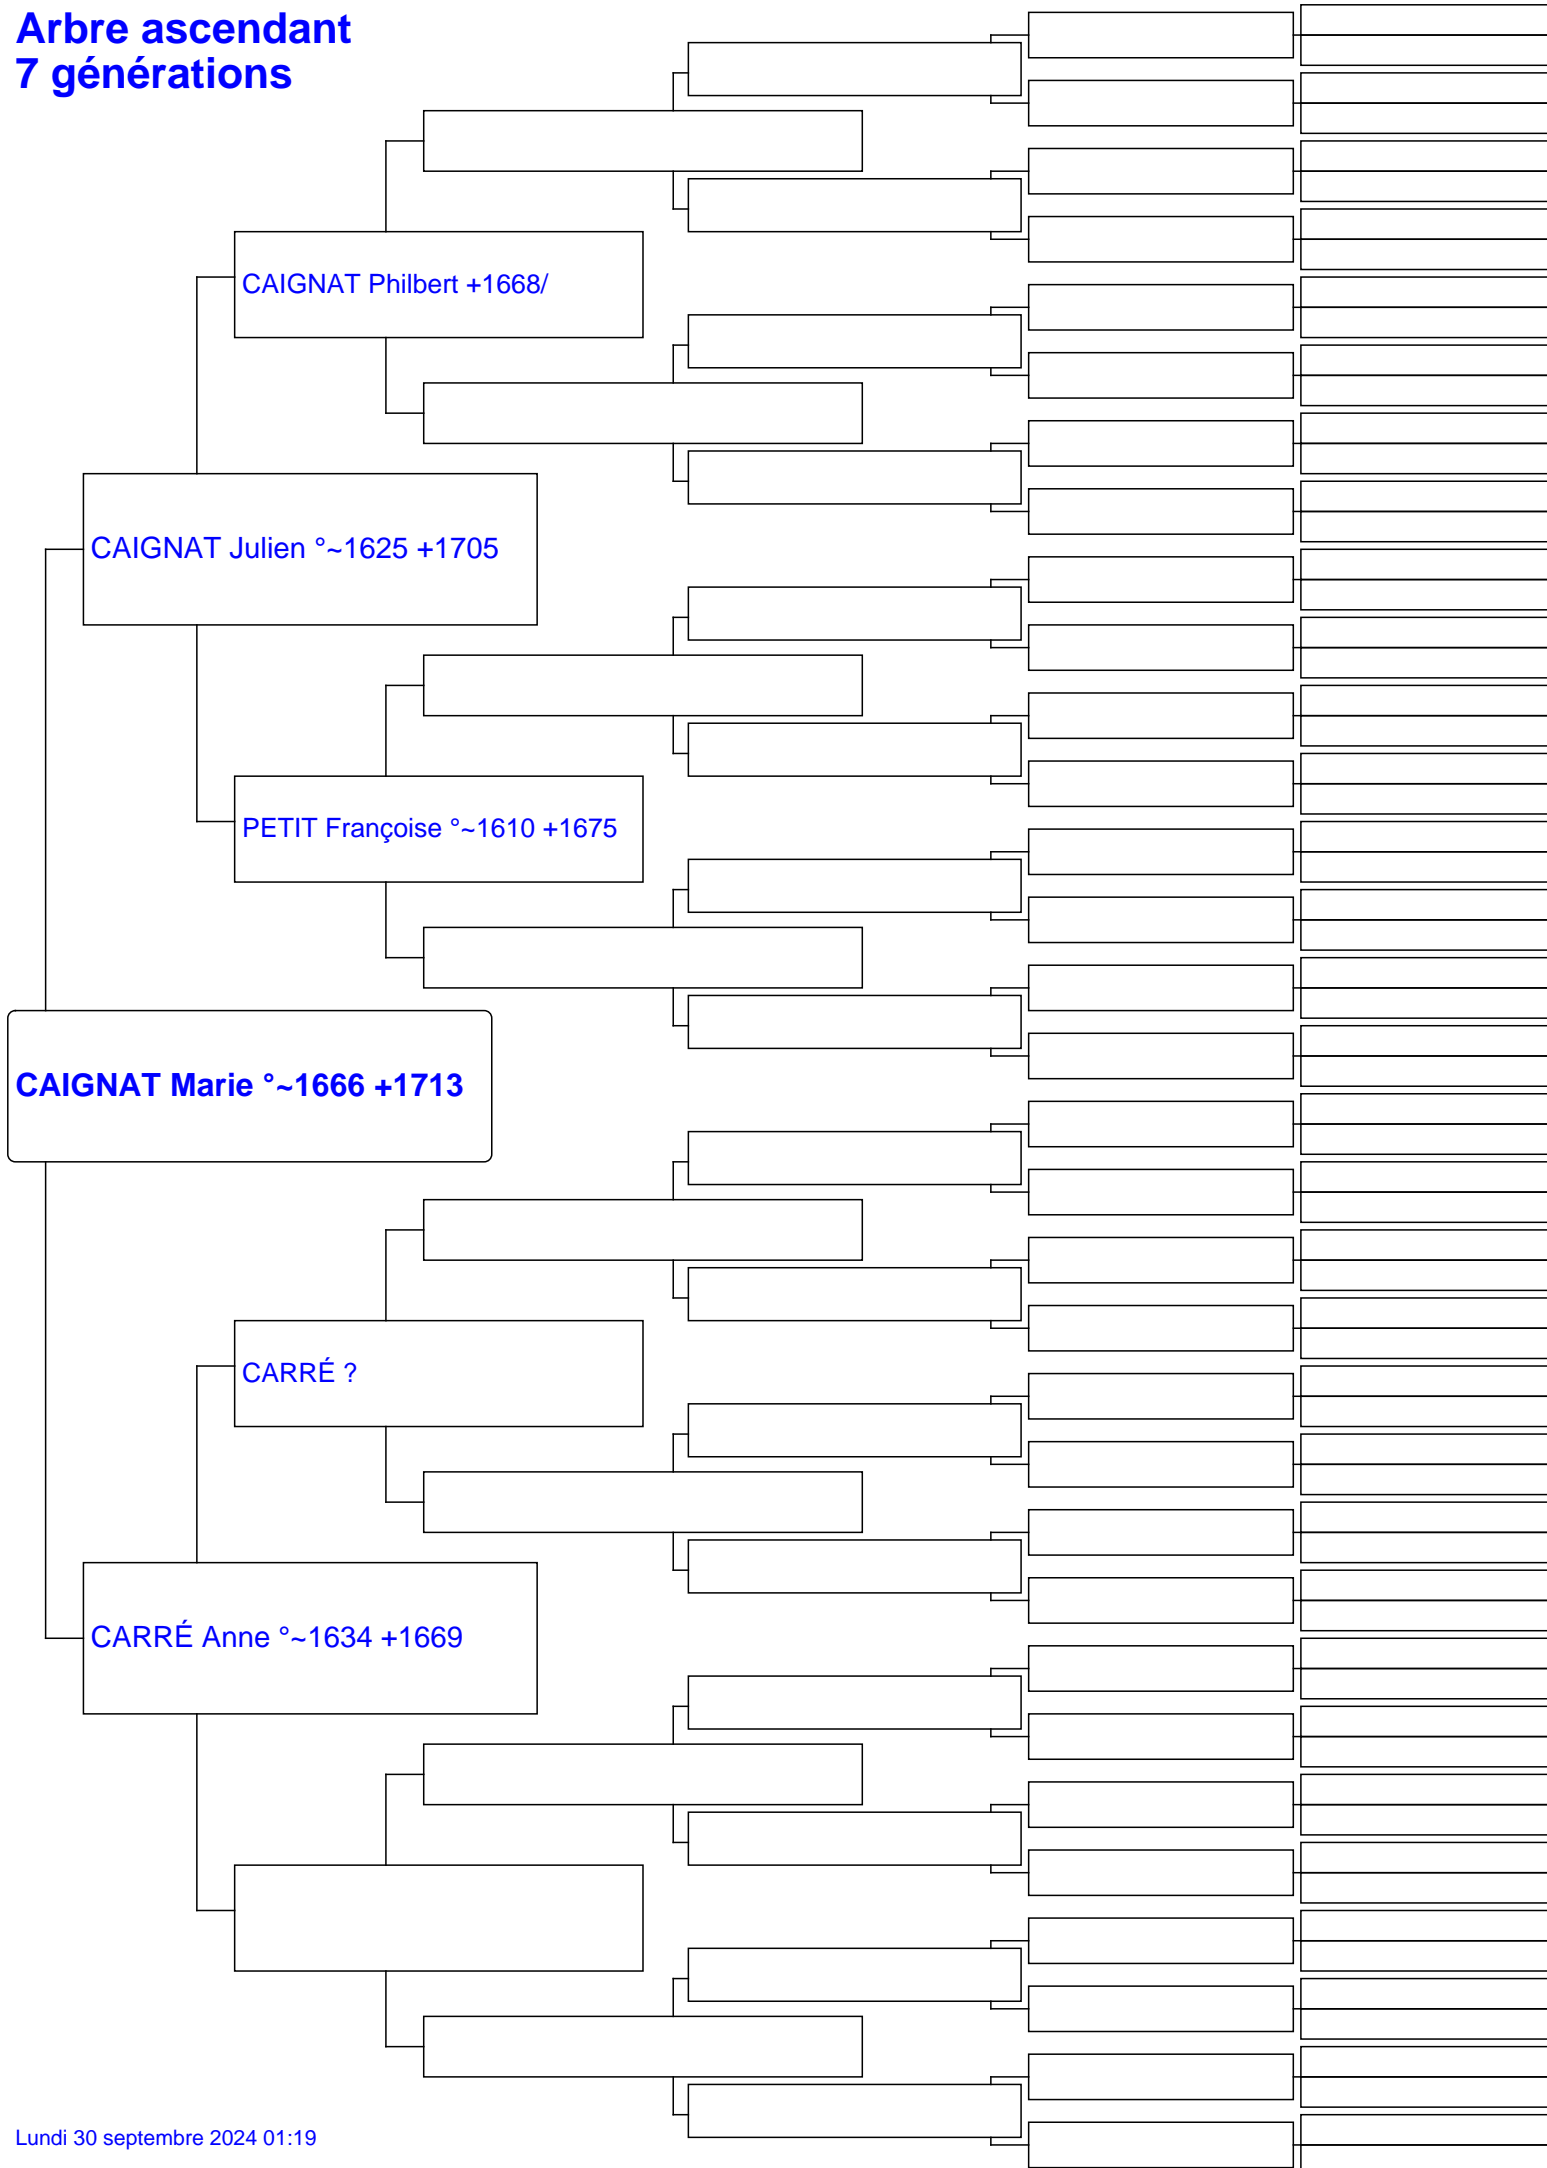 Arbre ascendant
7 générations
CAIGNAT Philbert +1668/
CAIGNAT Julien °~1625 +1705
PETIT Françoise °~1610 +1675
CAIGNAT Marie °~1666 +1713
CARRÉ ?
CARRÉ Anne °~1634 +1669
Lundi 30 septembre 2024 01:19